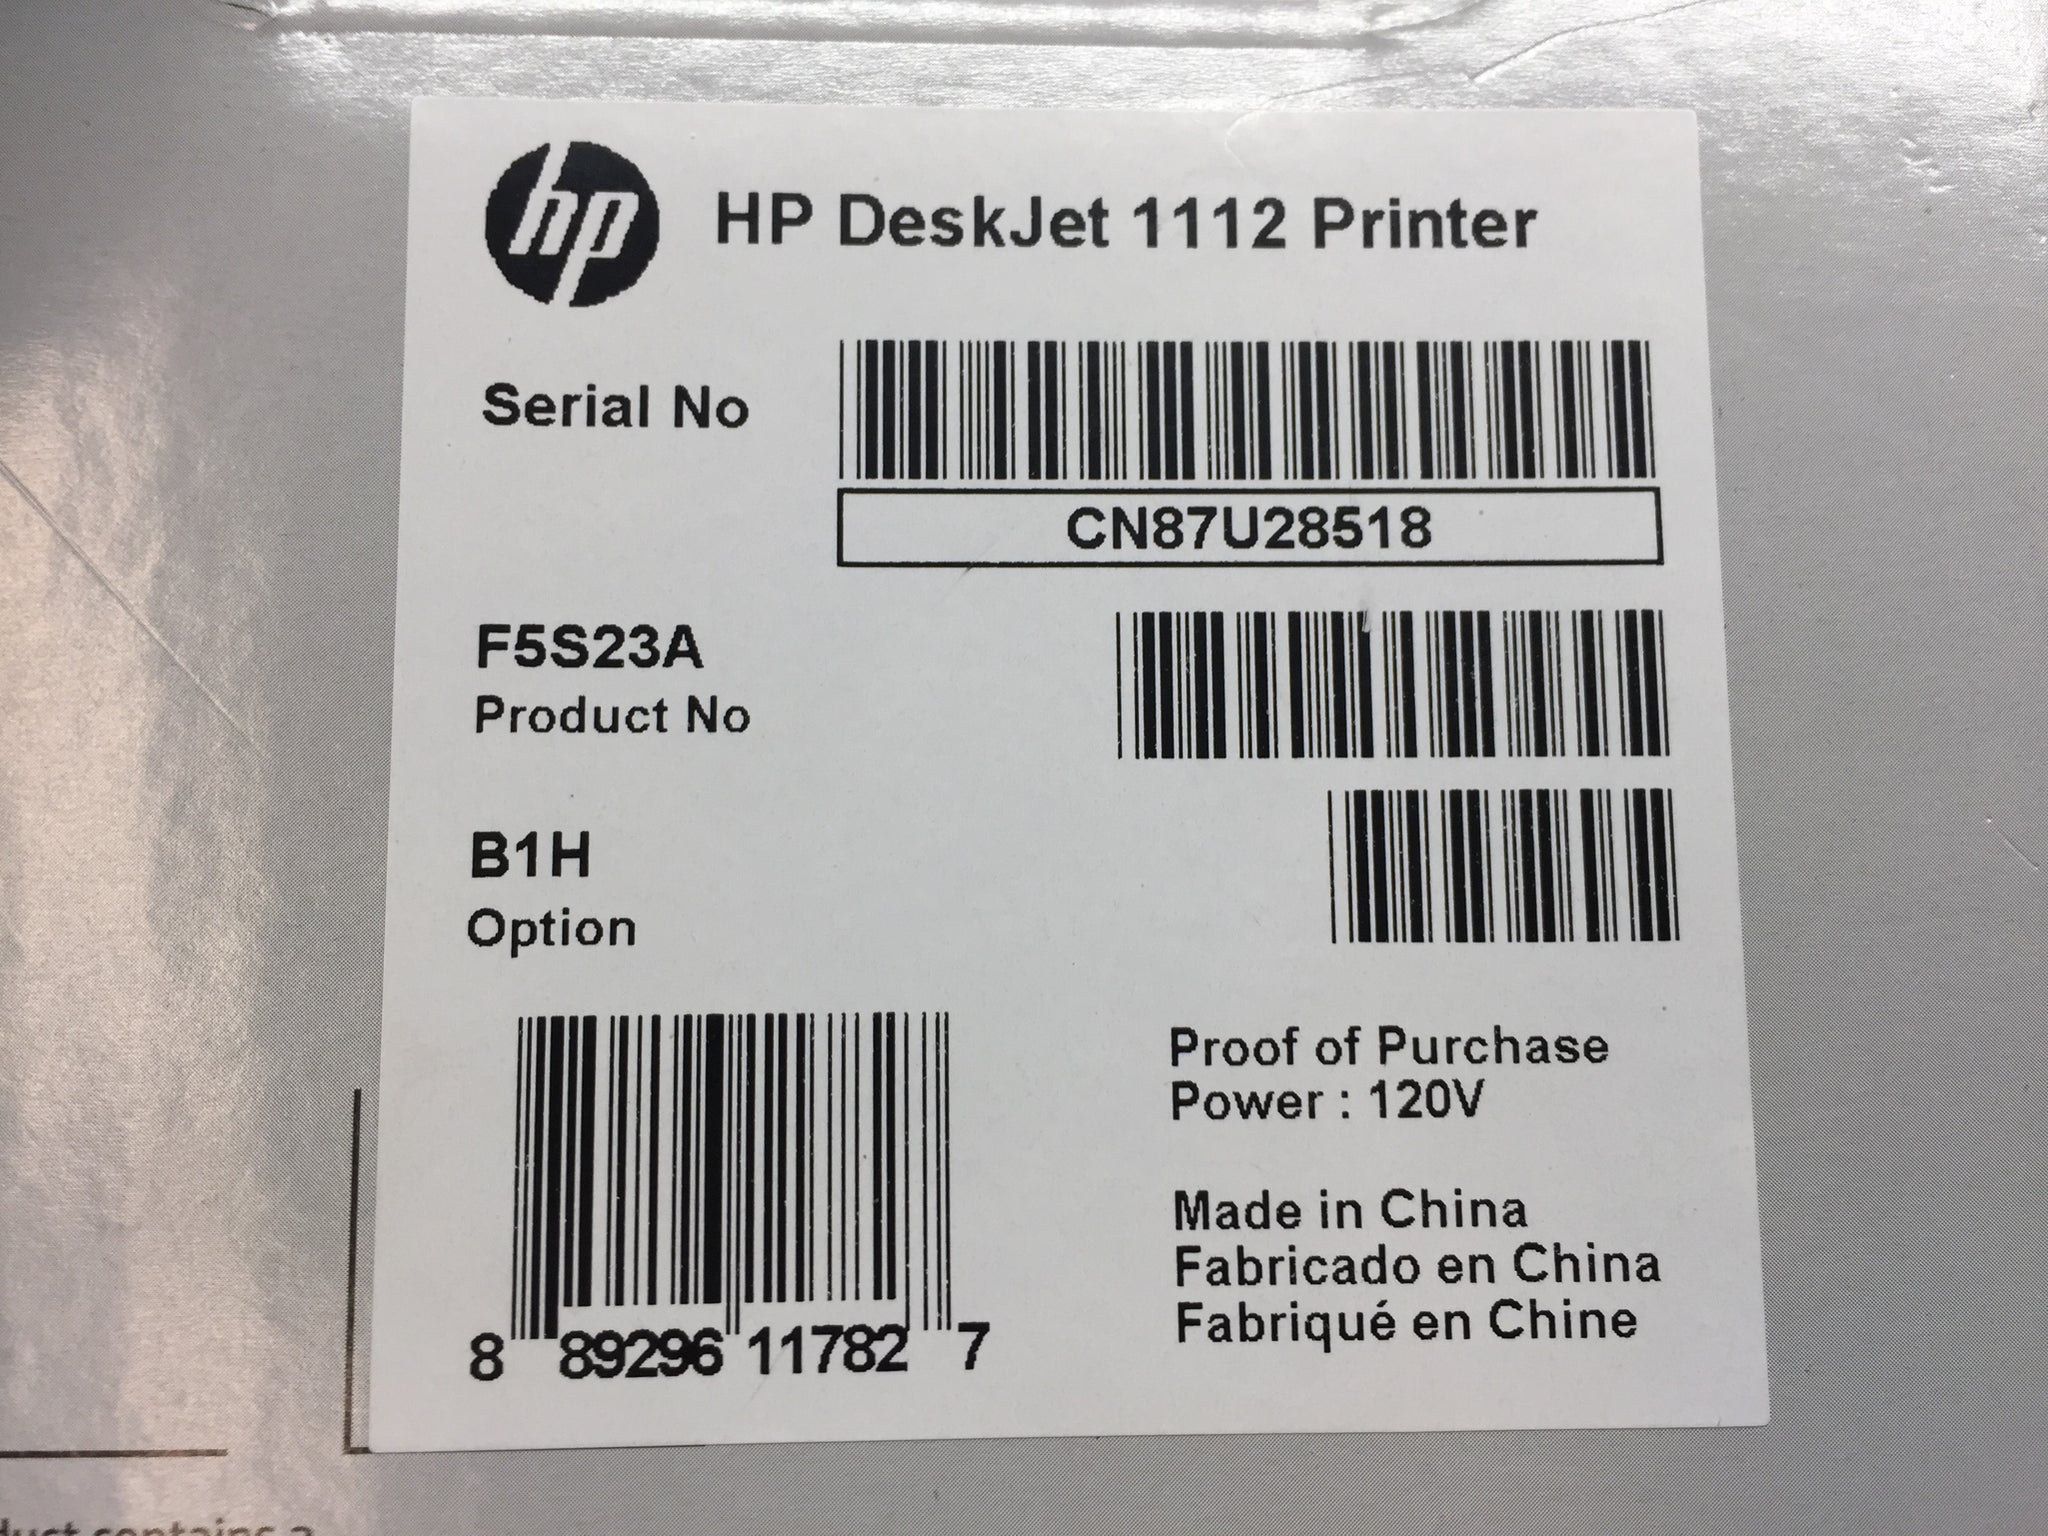 hp
HP DeskJet 1112 Printer
Serial No
CN87U28518
F5S23A
Product No
B1H
Option
8 89296 11782 7
Proof of Purchase
Power : 120V
Made in China
Fabricado en China
Fabriqué en Chine
contains a